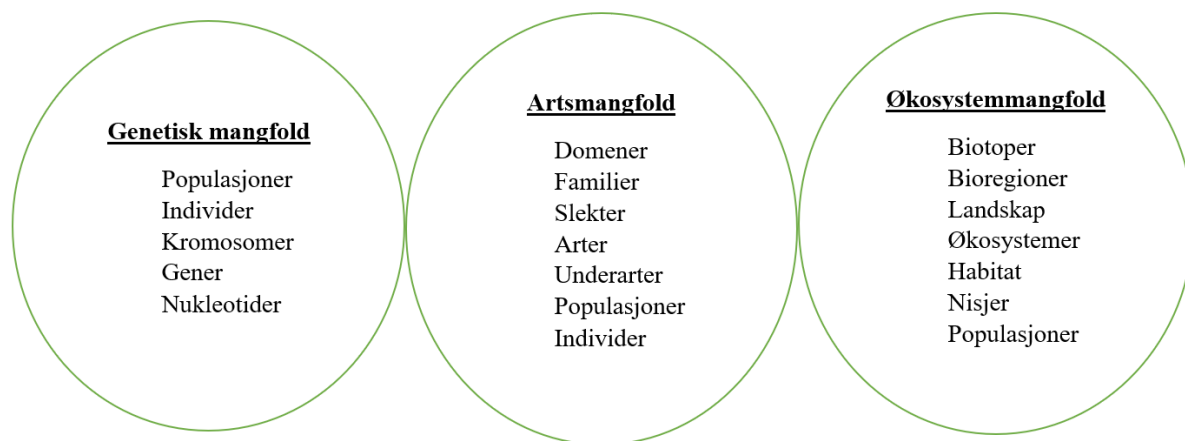 Genetisk mangfold
Populasjoner
Individer
Kromosomer
Gener
Nukleotider
Artsmangfold
Domener
Familier
Slekter
Arter
Underarter
Populasjoner
Individer
Økosystemmangfold
Biotoper
Bioregioner
Landskap
Økosystemer
Habitat
Nisjer
Populasjoner